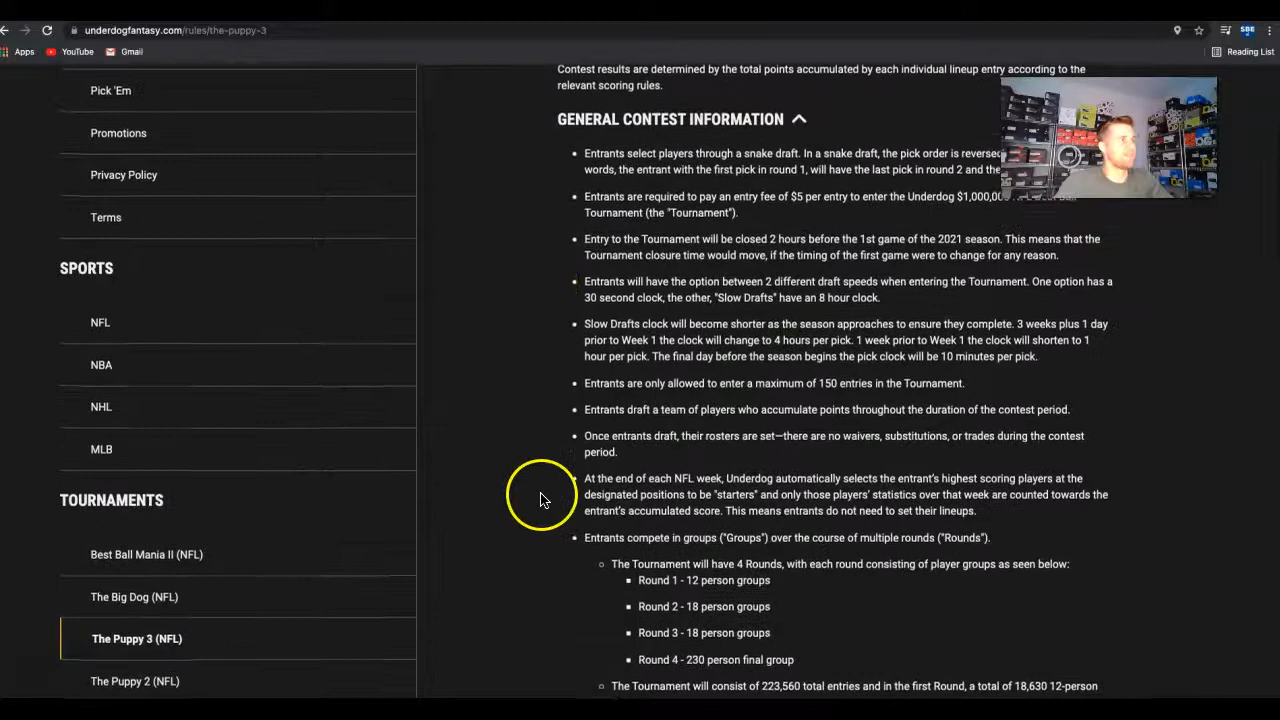 underdogfantasy.com/rules/the-puppy-3
SBE
Apps YouTube Gmail Reading List
Pick 'Em
Promotions
Privacy Policy
Terms
SPORTS
NFL
NBA
NHL
MLB
TOURNAMENTS
Best Ball Mania II (NFL)
The Big Dog (NFL)
The Puppy 3 (NFL)
The Puppy 2 (NFL)
Contest results are determined by the total points accumulated by each individual lineup entry according to the
relevant scoring rules.
GENERAL CONTEST INFORMATION
Entrants select players through a snake draft. In a snake draft, the pick order is reversed
words, the entrant with the first pick in round 1, will have the last pick in round 2 and the
Entrants are required to pay an entry fee of $5 per entry to enter the Underdog $1,000,00
Tournament (the "Tournament").
Entry to the Tournament will be closed 2 hours before the 1st game of the 2021 season. This means that the
Tournament closure time would move, if the timing of the first game were to change for any reason.
Entrants will have the option between 2 different draft speeds when entering the Tournament. One option has a
30 second clock, the other, "Slow Drafts" have an 8 hour clock.
Slow Drafts clock will become shorter as the season approaches to ensure they complete. 3 weeks plus 1 day
prior to Week 1 the clock will change to 4 hours per pick. 1 week prior to Week 1 the clock will shorten to 1
hour per pick. The final day before the season begins the pick clock will be 10 minutes per pick.
Entrants are only allowed to enter a maximum of 150 entries in the Tournament.
Entrants draft a team of players who accumulate points throughout the duration of the contest period.
Once entrants draft, their rosters are set—there are no waivers, substitutions, or trades during the contest
period.
At the end of each NFL week, Underdog automatically selects the entrant's highest scoring players at the
designated positions to be "starters" and only those players' statistics over that week are counted towards the
entrant's accumulated score. This means entrants do not need to set their lineups.
Entrants compete in groups ("Groups") over the course of multiple rounds ("Rounds").
The Tournament will have 4 Rounds, with each round consisting of player groups as seen below:
Round 1 - 12 person groups
Round 2 - 18 person groups
Round 3 - 18 person groups
Round 4 - 230 person final group
The Tournament will consist of 223,560 total entries and in the first Round, a total of 18,630 12-person